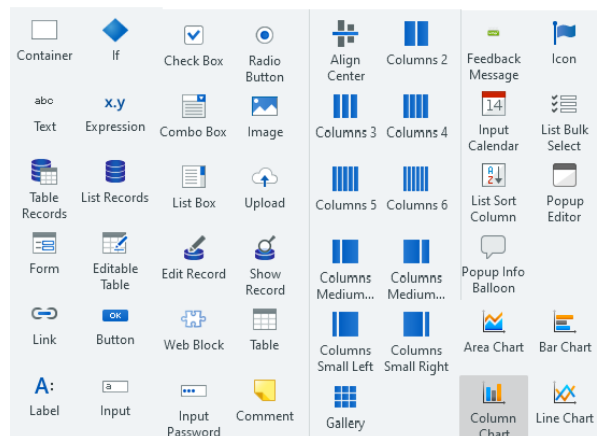 Container
If
Check Box
Radio
Button
Align
Center
Columns 2
Feedback
Message
Icon
abc
Text
x.y
Expression
Combo Box
Image
Columns 3
Columns 4
14
Input
Calendar
List Bulk
Select
Table
Records
List Records
List Box
Upload
Columns 5
Columns 6
A
Z
List Sort
Column
Popup
Editor
Form
Editable
Table
Edit Record
Show
Record
Columns
Medium...
Columns
Medium...
Popup Info
Balloon
Link
OK
Button
Web Block
Table
Columns
Small Left
Columns
Small Right
Area Chart
Bar Chart
A:
Label
a
Input
Input
Password
Comment
Gallery
Column
Chart
Line Chart